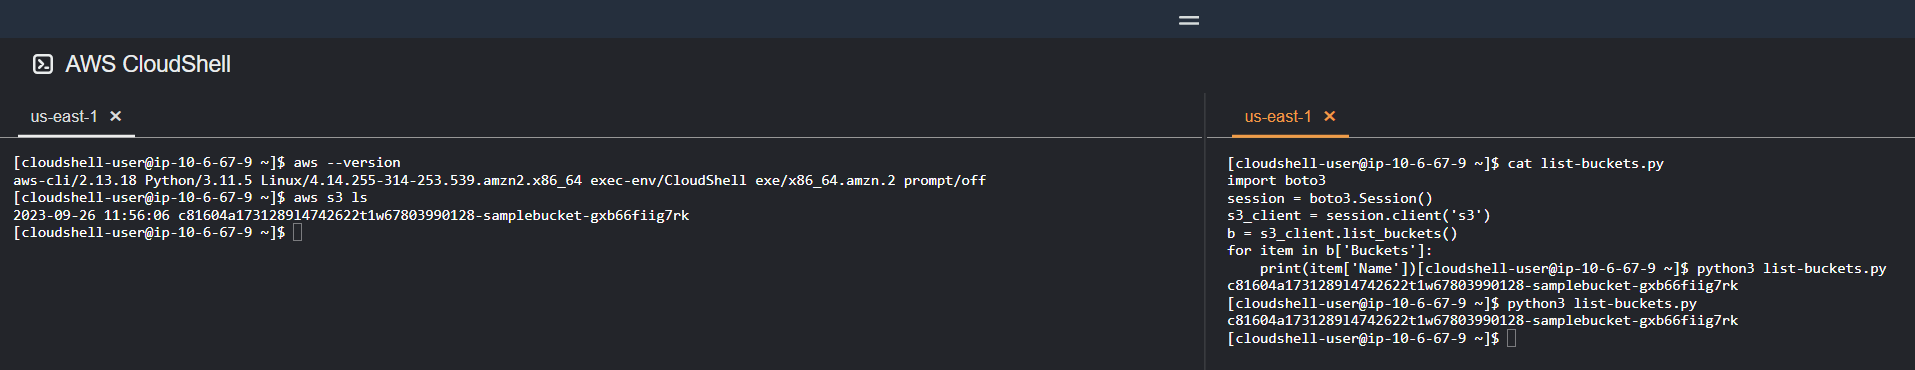 AWS CloudShell
us-east-1 ×
[cloudshell-user@ip-10-6-67-9 ~]$ aws --version
aws-cli/2.13.18 Python/3.11.5 Linux/4.14.255-314-253.539.amzn2.x86_64 exec-env/CloudShell exe/x86_64.amzn.2 prompt/off
[cloudshell-user@ip-10-6-67-9 ~]$ aws s3 ls
2023-09-26 11:56:06 c81604a173128914742622t1w67803990128-samplebucket-gxb66fiig7rk
[cloudshell-user@ip-10-6-67-9 ~]$
us-east-1 ×
[cloudshell-user@ip-10-6-67-9 ~]$ cat list-buckets.py
import boto3
session = boto3.Session()
s3_client = session.client('s3')
b = s3_client.list_buckets()
for item in b['Buckets']:
    print(item['Name'])[cloudshell-user@ip-10-6-67-9 ~]$ python3 list-buckets.py
c81604a173128914742622t1w67803990128-samplebucket-gxb66fiig7rk
[cloudshell-user@ip-10-6-67-9 ~]$ python3 list-buckets.py
c81604a173128914742622t1w67803990128-samplebucket-gxb66fiig7rk
[cloudshell-user@ip-10-6-67-9 ~]$